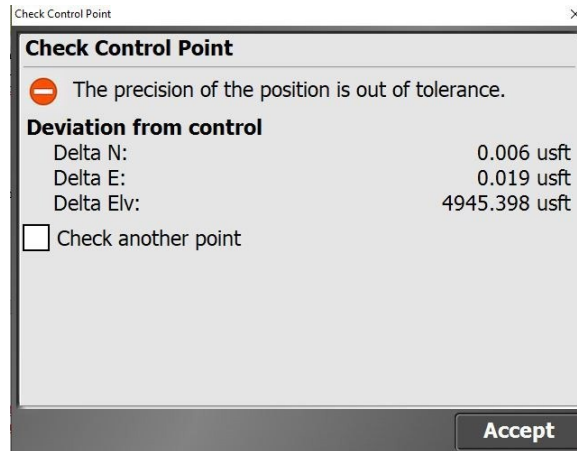 Check Control Point
Check Control Point
The precision of the position is out of tolerance.
Deviation from control
Delta N: 0.006 usft
Delta E: 0.019 usft
Delta Elv: 4945.398 usft
Check another point
Accept